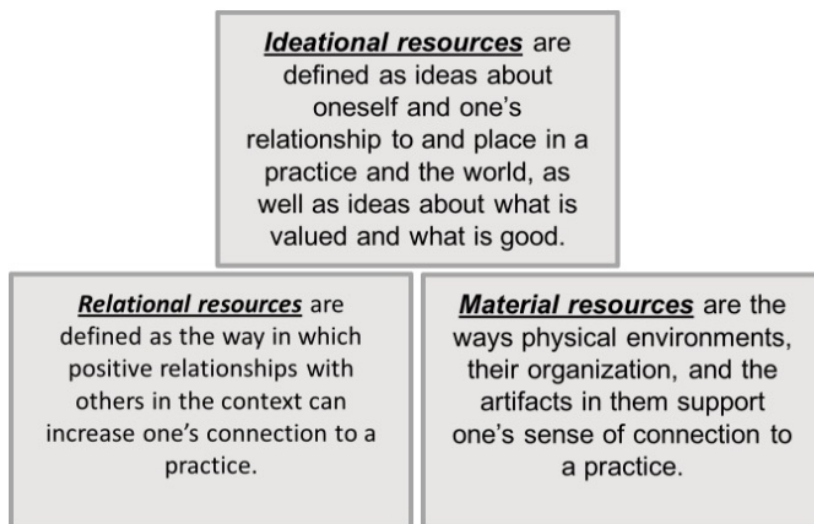 Ideational resources are
defined as ideas about
oneself and one's
relationship to and place in a
practice and the world, as
well as ideas about what is
valued and what is good.
Relational resources are
defined as the way in which
positive relationships with
others in the context can
increase one's connection to a
practice.
Material resources are the
ways physical environments,
their organization, and the
artifacts in them support
one's sense of connection to
a practice.